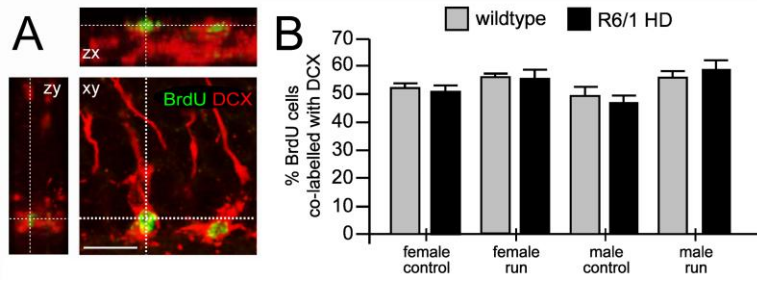 A
zx
zy
xy
BrdU DCX
B
wildtype
R6/1 HD
% BrdU cells
co-labelled with DCX
70
60
50
40
30
20
10
0
female
control
female
run
male
control
male
run